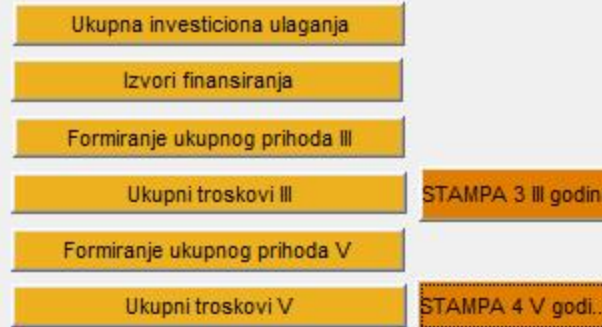 Ukupna investiciona ulaganja
Izvori finansiranja
Formiranje ukupnog prihoda III
Ukupni troskovi III
STAMPA 3 III godin
Formiranje ukupnog prihoda V
Ukupni troskovi V
STAMPA 4 V godi..